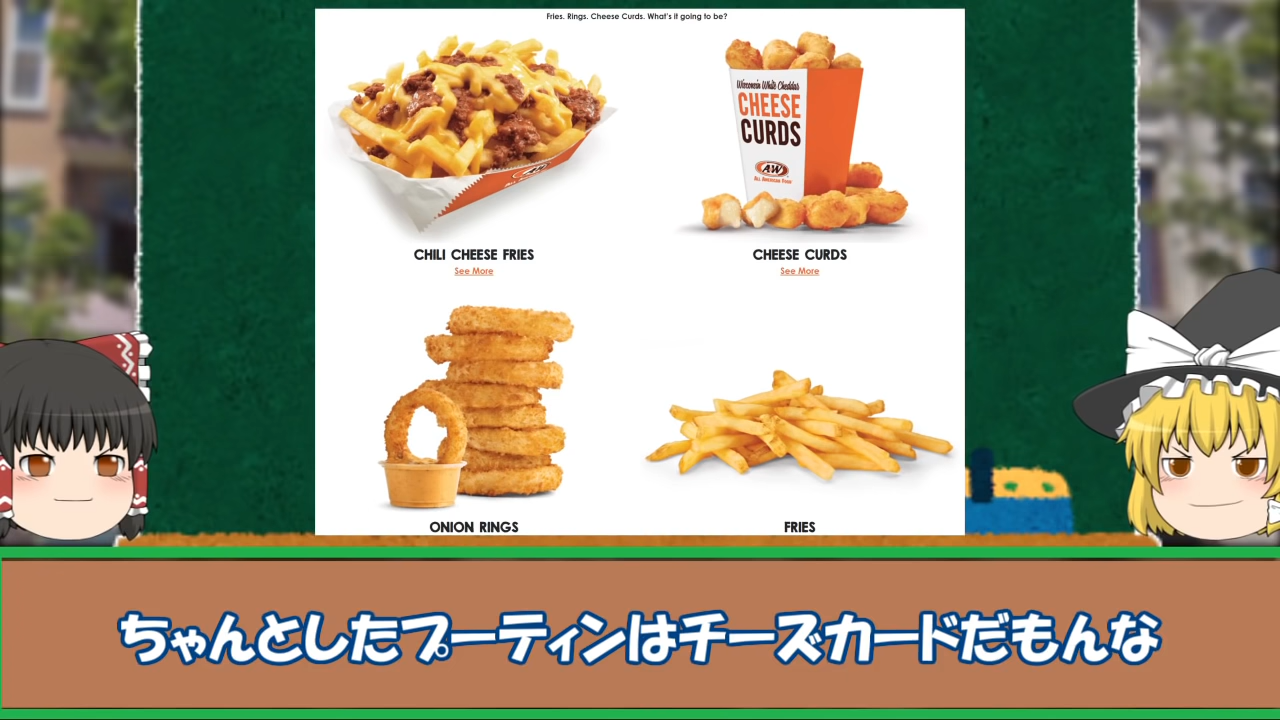 Fries. Rings. Cheese Curds. What's it going to be?
Wisconsin White Cheddar
CHEESE
CURDS
A&W
ALL AMERICAN FOOD
A&W
CHILI CHEESE FRIES
See More
CHEESE CURDS
See More
ONION RINGS
FRIES
ちゃんとしたプーティンはチーズカードだもんな